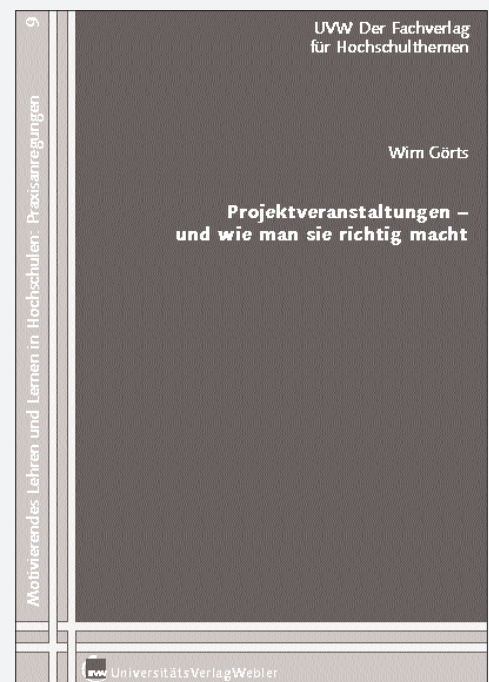 UVW Der Fachverlag
für Hochschulthemen
Wim Görts
Projektveranstaltungen –
und wie man sie richtig macht
Motivierendes Lehren und Lernen in Hochschulen: Praxisanregungen
9
UVW UniversitätsVerlagWebler